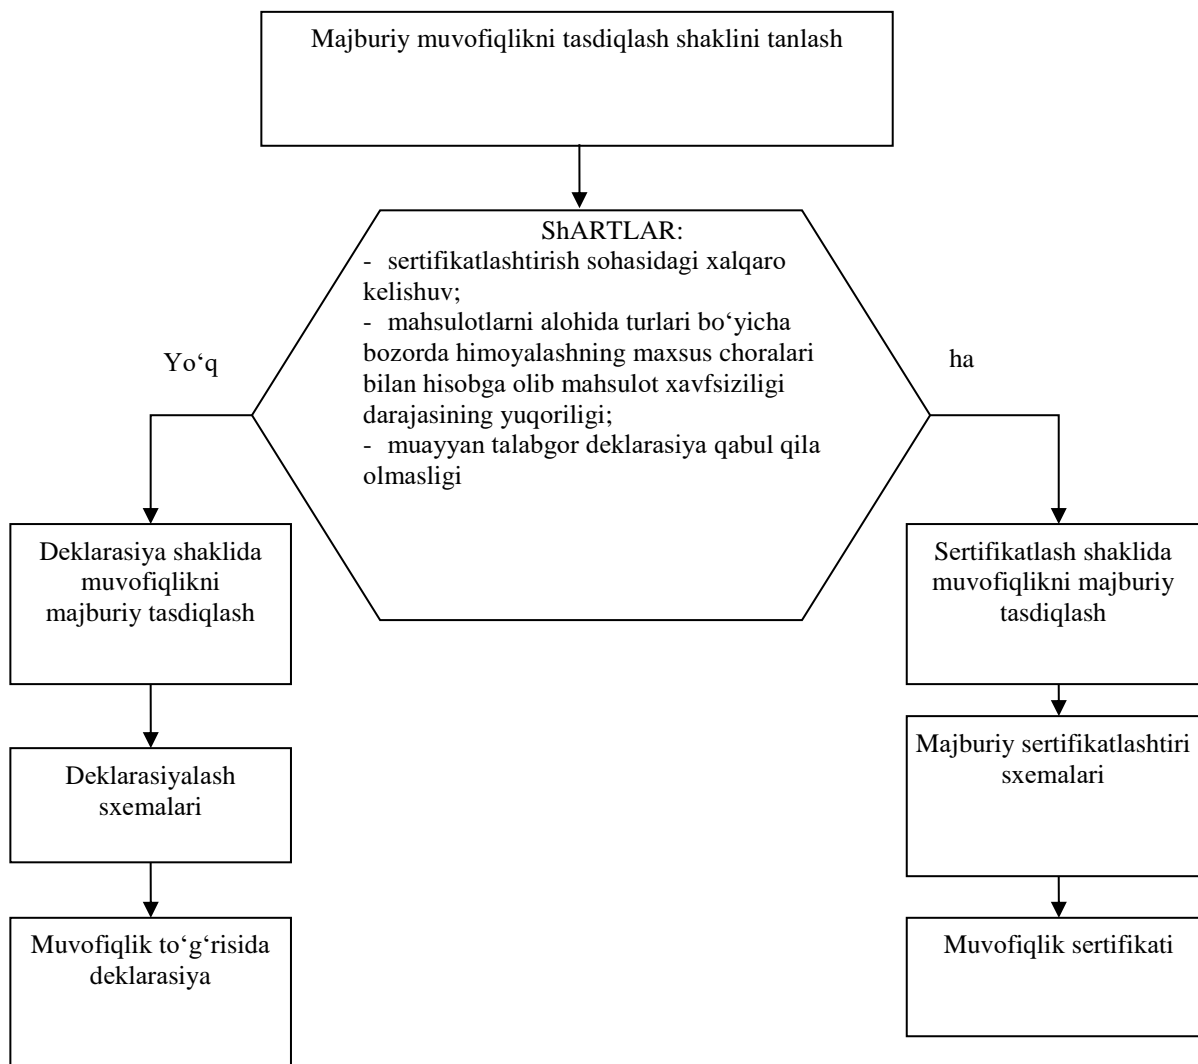 Majburiy muvofiqlikni tasdiqlash shaklini tanlash
ShARTLAR:
- sertifikatlashtirish sohasidagi xalqaro
kelishuv;
- mahsulotlarni alohida turlari bo‘yicha
bozorda himoyalashning maxsus choralari
bilan hisobga olib mahsulot xavfsiziligi
darajasining yuqoriligi;
- muayyan talabgor deklarasiya qabul qila
olmasligi
Yo‘q
ha
Deklarasiya shaklida
muvofiqlikni
majburiy tasdiqlash
Sertifikatlash shaklida
muvofiqlikni majburiy
tasdiqlash
Deklarasiyalash
sxemalari
Majburiy sertifikatlashtiri
sxemalari
Muvofiqlik to‘g‘risida
deklarasiya
Muvofiqlik sertifikati